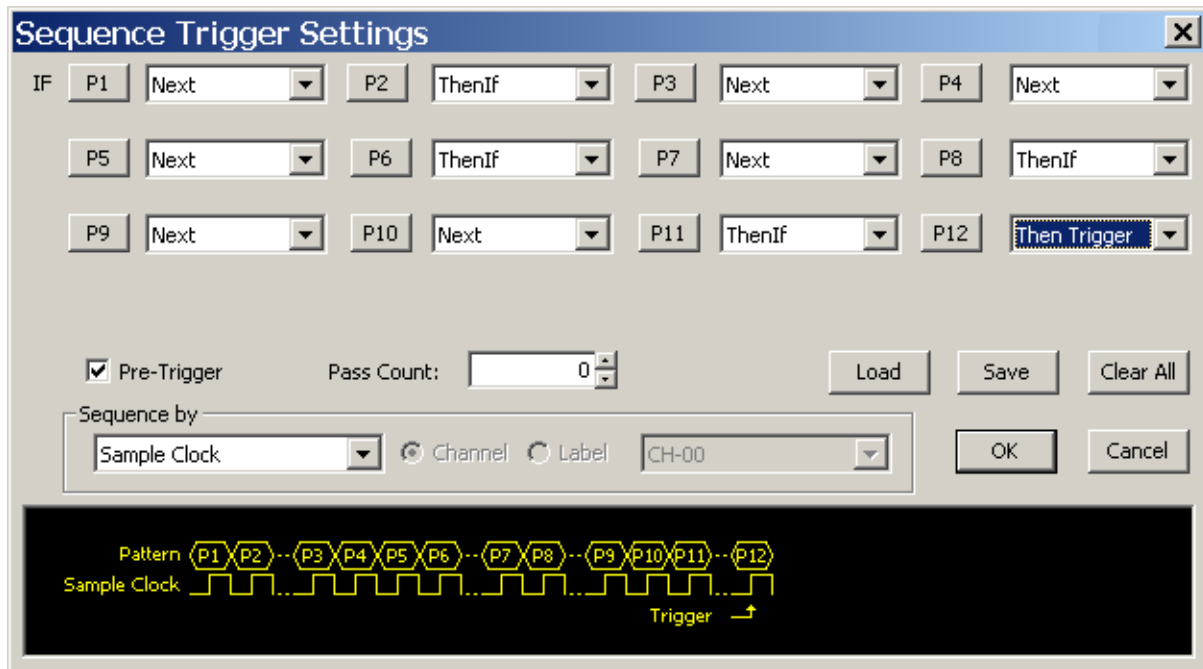 Sequence Trigger Settings
IF P1 Next P2 ThenIf P3 Next P4 Next
P5 Next P6 ThenIf P7 Next P8 ThenIf
P9 Next P10 Next P11 ThenIf P12 Then Trigger
Pre-Trigger Pass Count: 0 Load Save Clear All
Sequence by
Sample Clock Channel Label CH-00 OK Cancel
Pattern P1 P2 P3 P4 P5 P6 P7 P8 P9 P10 P11 P12
Sample Clock
Trigger